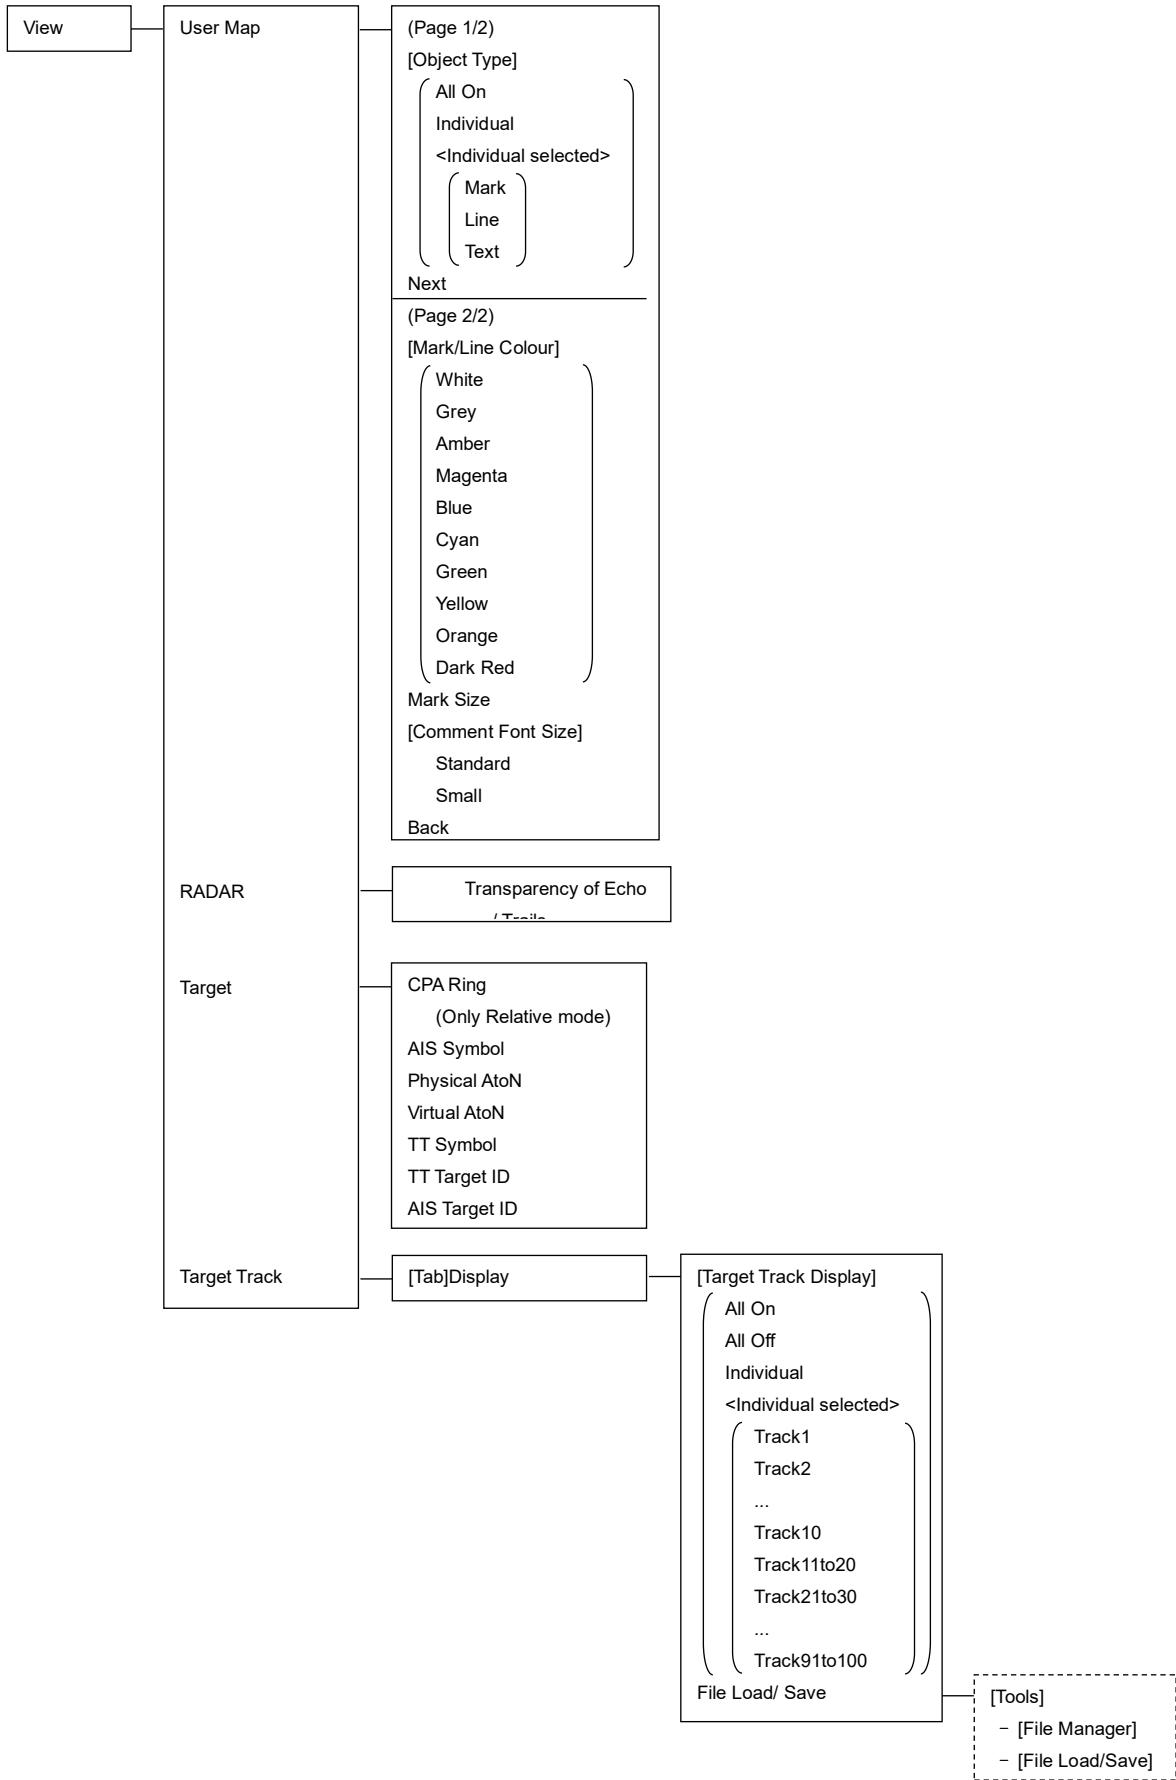 View
User Map
(Page 1/2)
[Object Type]
All On
Individual
<Individual selected>
Mark
Line
Text
Next
(Page 2/2)
[Mark/Line Colour]
White
Grey
Amber
Magenta
Blue
Cyan
Green
Yellow
Orange
Dark Red
Mark Size
[Comment Font Size]
Standard
Small
Back
RADAR
Transparency of Echo
/ Trails
Target
CPA Ring
(Only Relative mode)
AIS Symbol
Physical AtoN
Virtual AtoN
TT Symbol
TT Target ID
AIS Target ID
Target Track
[Tab]Display
[Target Track Display]
All On
All Off
Individual
<Individual selected>
Track1
Track2
...
Track10
Track11to20
Track21to30
...
Track91to100
File Load/ Save
[Tools]
− [File Manager]
− [File Load/Save]